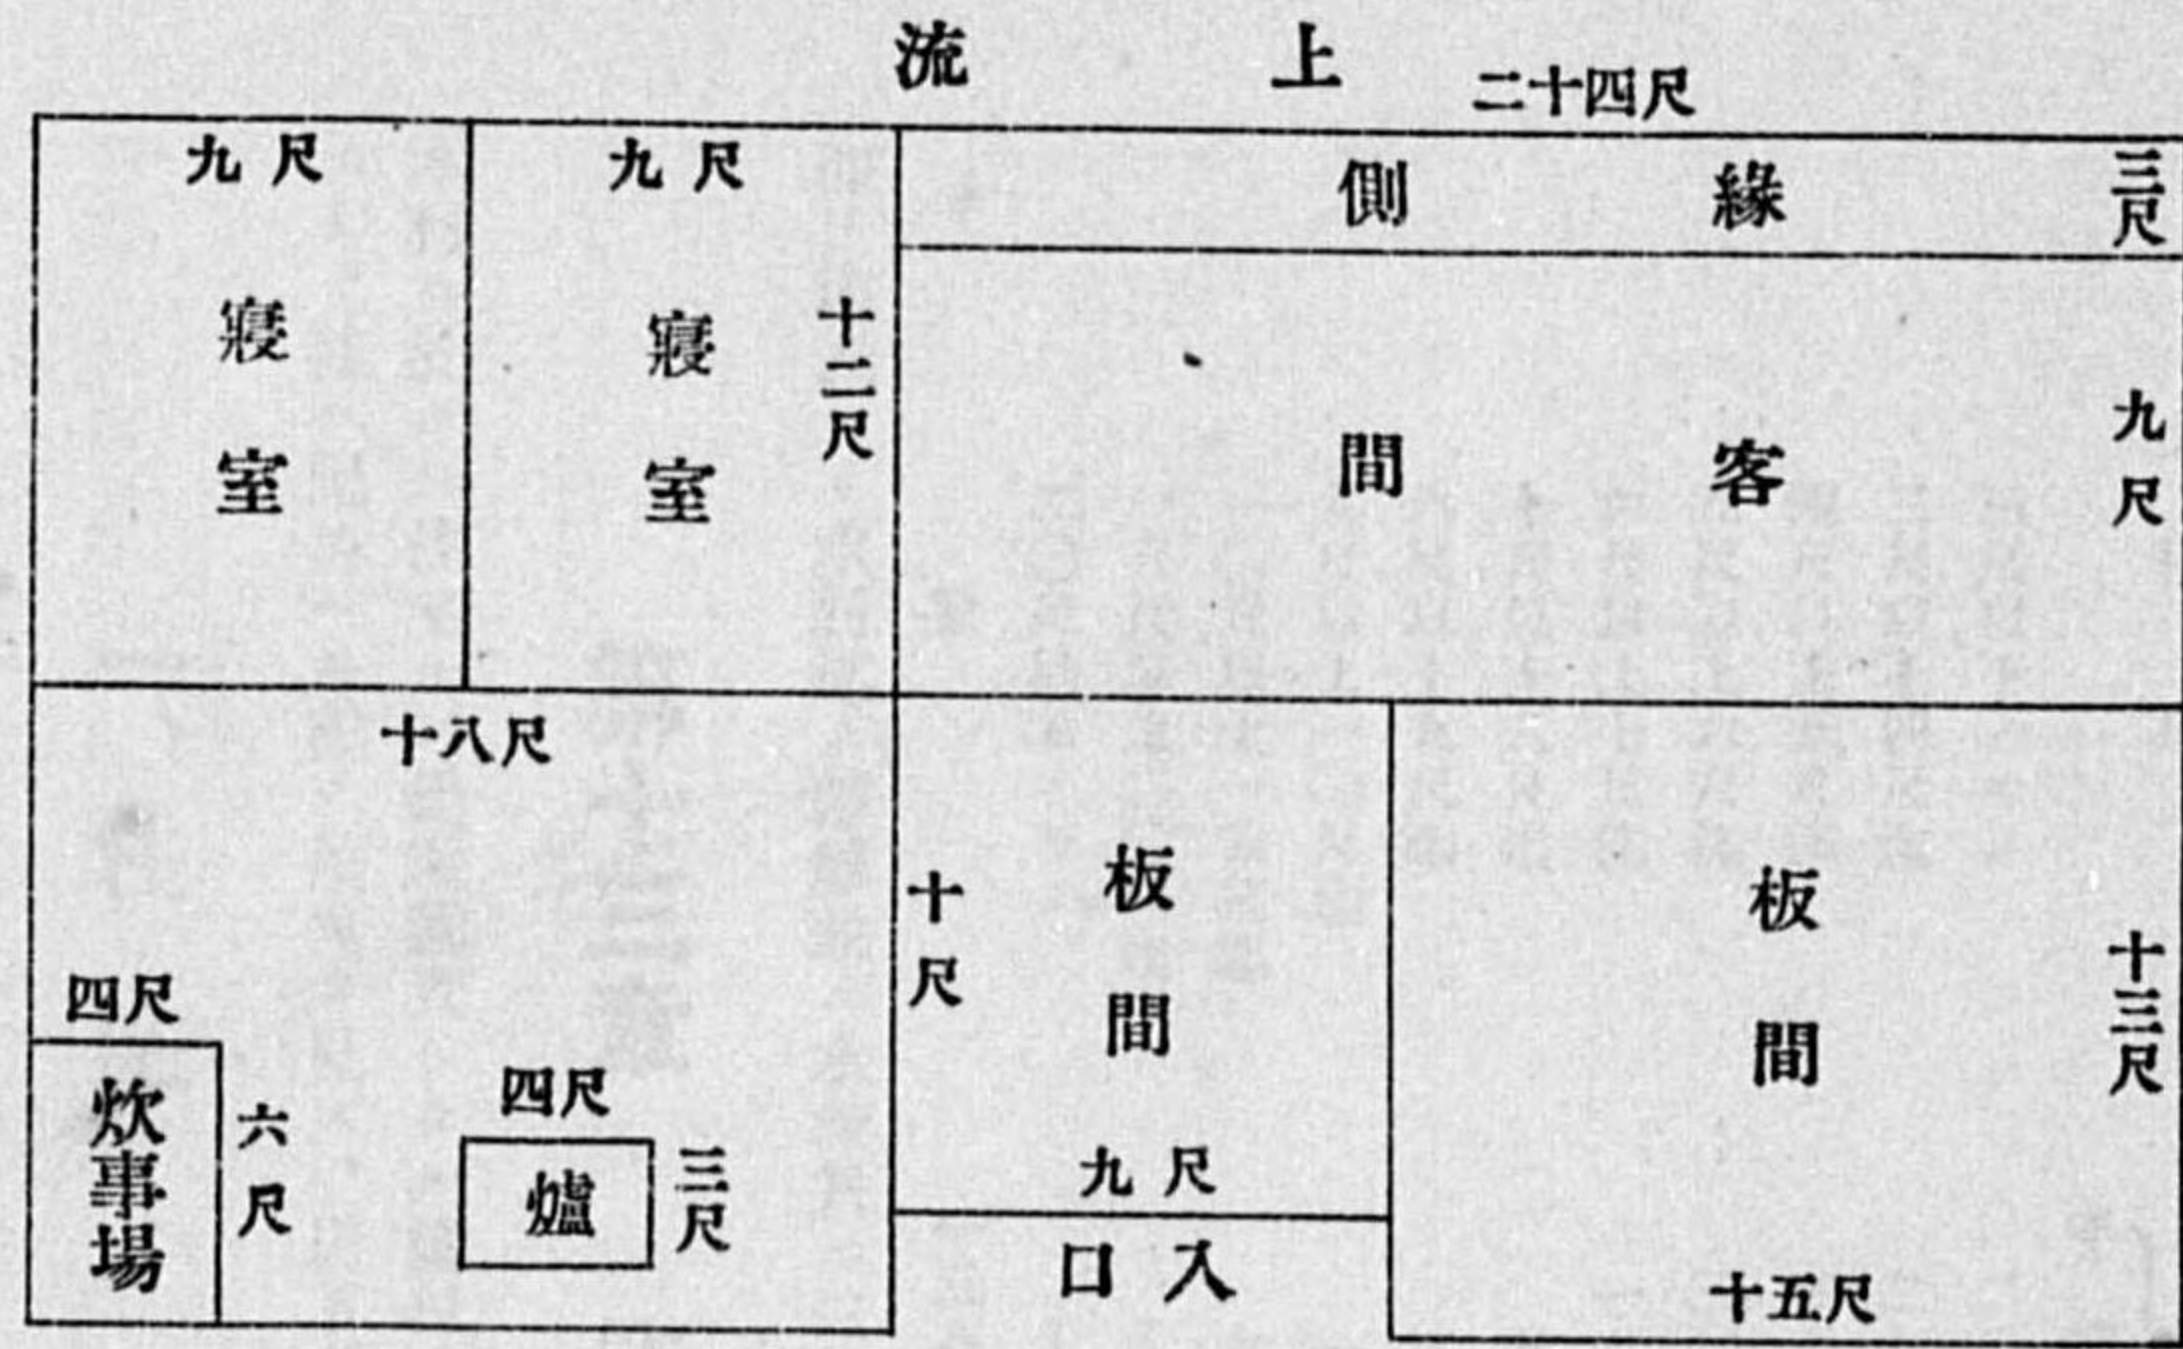 上流
二十四尺
三尺
緣側
九尺
客間
九尺
十二尺
寢室
九尺
寢室
十三尺
板間
十五尺
十尺
板間
九尺
入口
十八尺
四尺
爐
三尺
四尺
炊事場
六尺